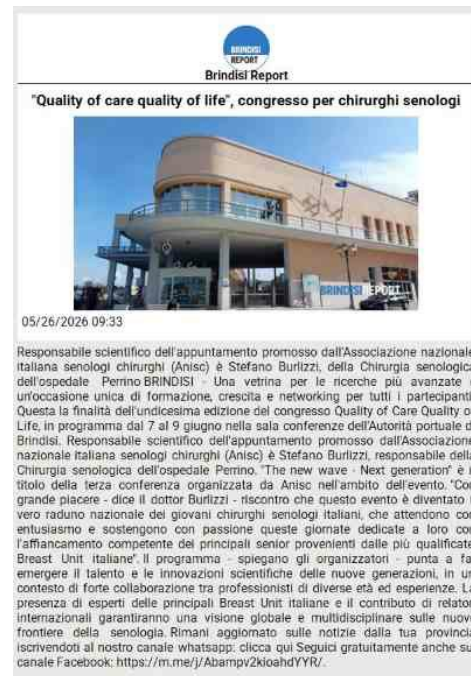 BRINDISI
REPORT
Brindisi Report
"Quality of care quality of life", congresso per chirurghi senologi
BRINDISIREPORT
05/26/2026 09:33
Responsabile scientifico dell'appuntamento promosso dall'Associazione nazionale
italiana senologi chirurghi (Anisc) è Stefano Burlizzi, della Chirurgia senologica
dell'ospedale Perrino BRINDISI - Una vetrina per le ricerche più avanzate
un'occasione unica di formazione, crescita e networking per tutti i partecipanti
Questa la finalità dell'undicesima edizione del congresso Quality of Care Quality of
Life, in programma dal 7 al 9 giugno nella sala conferenze dell'Autorità portuale di
Brindisi. Responsabile scientifico dell'appuntamento promosso dall'Associazione
nazionale italiana senologi chirurghi (Anisc) è Stefano Burlizzi, responsabile della
Chirurgia senologica dell'ospedale Perrino. "The new wave - Next generation" è
titolo della terza conferenza organizzata da Anisc nell'ambito dell'evento. "Con
grande piacere - dice il dottor Burlizzi - riscontro che questo evento è diventato
vero raduno nazionale dei giovani chirurghi senologi italiani, che attendono con
entusiasmo e sostengono con passione queste giornate dedicate a loro con
l'affiancamento competente dei principali senior provenienti dalle più qualificate
Breast Unit italiane". Il programma - spiegano gli organizzatori - punta a far
emergere il talento e le innovazioni scientifiche delle nuove generazioni, in un
contesto di forte collaborazione tra professionisti di diverse età ed esperienze. La
presenza di esperti delle principali Breast Unit italiane e il contributo di relatori
internazionali garantiranno una visione globale e multidisciplinare sulle nuove
frontiere della senologia. Rimani aggiornato sulle notizie dalla tua provincia
iscrivendoti al nostro canale whatsapp: clicca qui Seguici gratuitamente anche sul
canale Facebook: https://m.me/j/Abampv2kioahdYYR/.